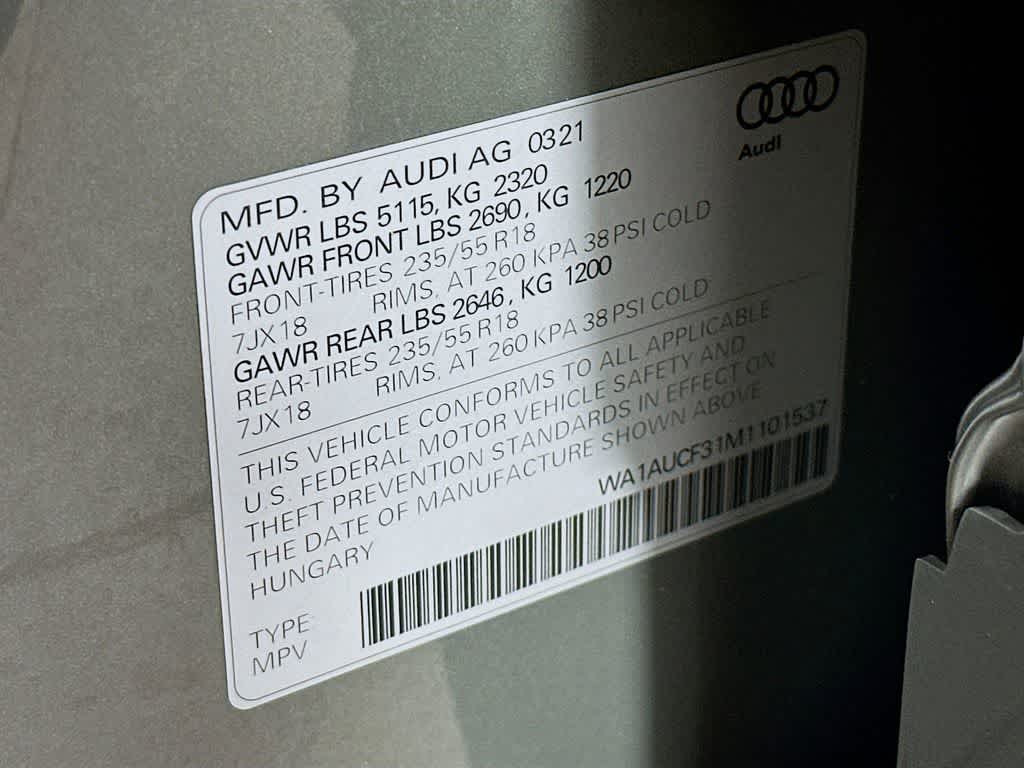 Audi
MFD. BY AUDI AG 0321
GVWR LBS 5115, KG 2320
GAWR FRONT LBS 2690, KG 1220
FRONT-TIRES 235/55 R18
7JX18 RIMS, AT 260 KPA 38 PSI COLD
GAWR REAR LBS 2646, KG 1200
REAR-TIRES 235/55 R18
7JX18 RIMS, AT 260 KPA 38 PSI COLD
THIS VEHICLE CONFORMS TO ALL APPLICABLE
U.S. FEDERAL MOTOR VEHICLE SAFETY AND
THEFT PREVENTION STANDARDS IN EFFECT ON
THE DATE OF MANUFACTURE SHOWN ABOVE
HUNGARY
WA1AUCF31M1101537
TYPE:
MPV